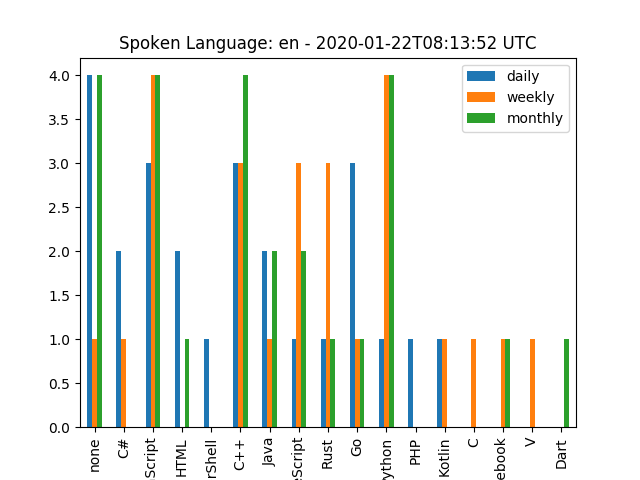 Spoken Language: en - 2020-01-22T08:13:52 UTC
daily
weekly
monthly
4.0
3.5
3.0
2.5
2.0
1.5
1.0
0.5
0.0
none
C#
Script
HTML
rShell
C++
Java
eScript
Rust
Go
ython
PHP
Kotlin
C
ebook
V
Dart